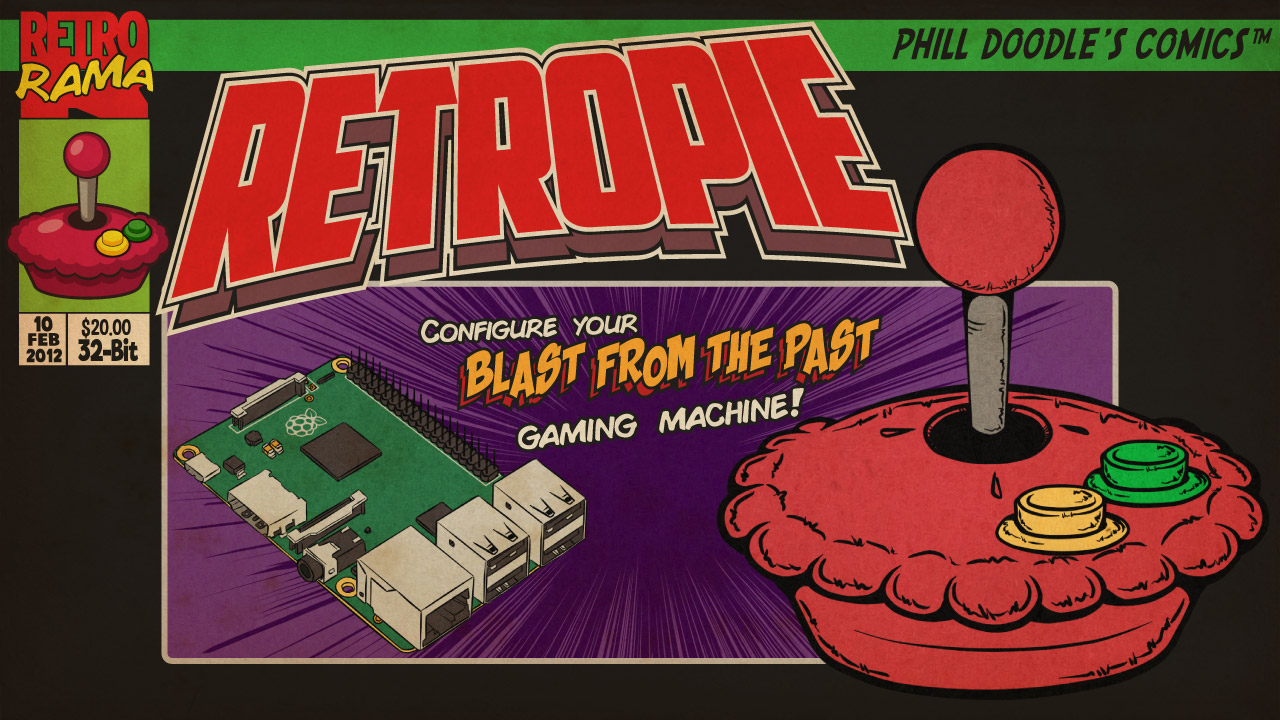 RETRO
RAMA
PHILL DOODLE'S COMICS™
RETROPIE
10
FEB
2012
$20.00
32-Bit
CONFIGURE YOUR
BLAST FROM THE PAST
GAMING MACHINE!